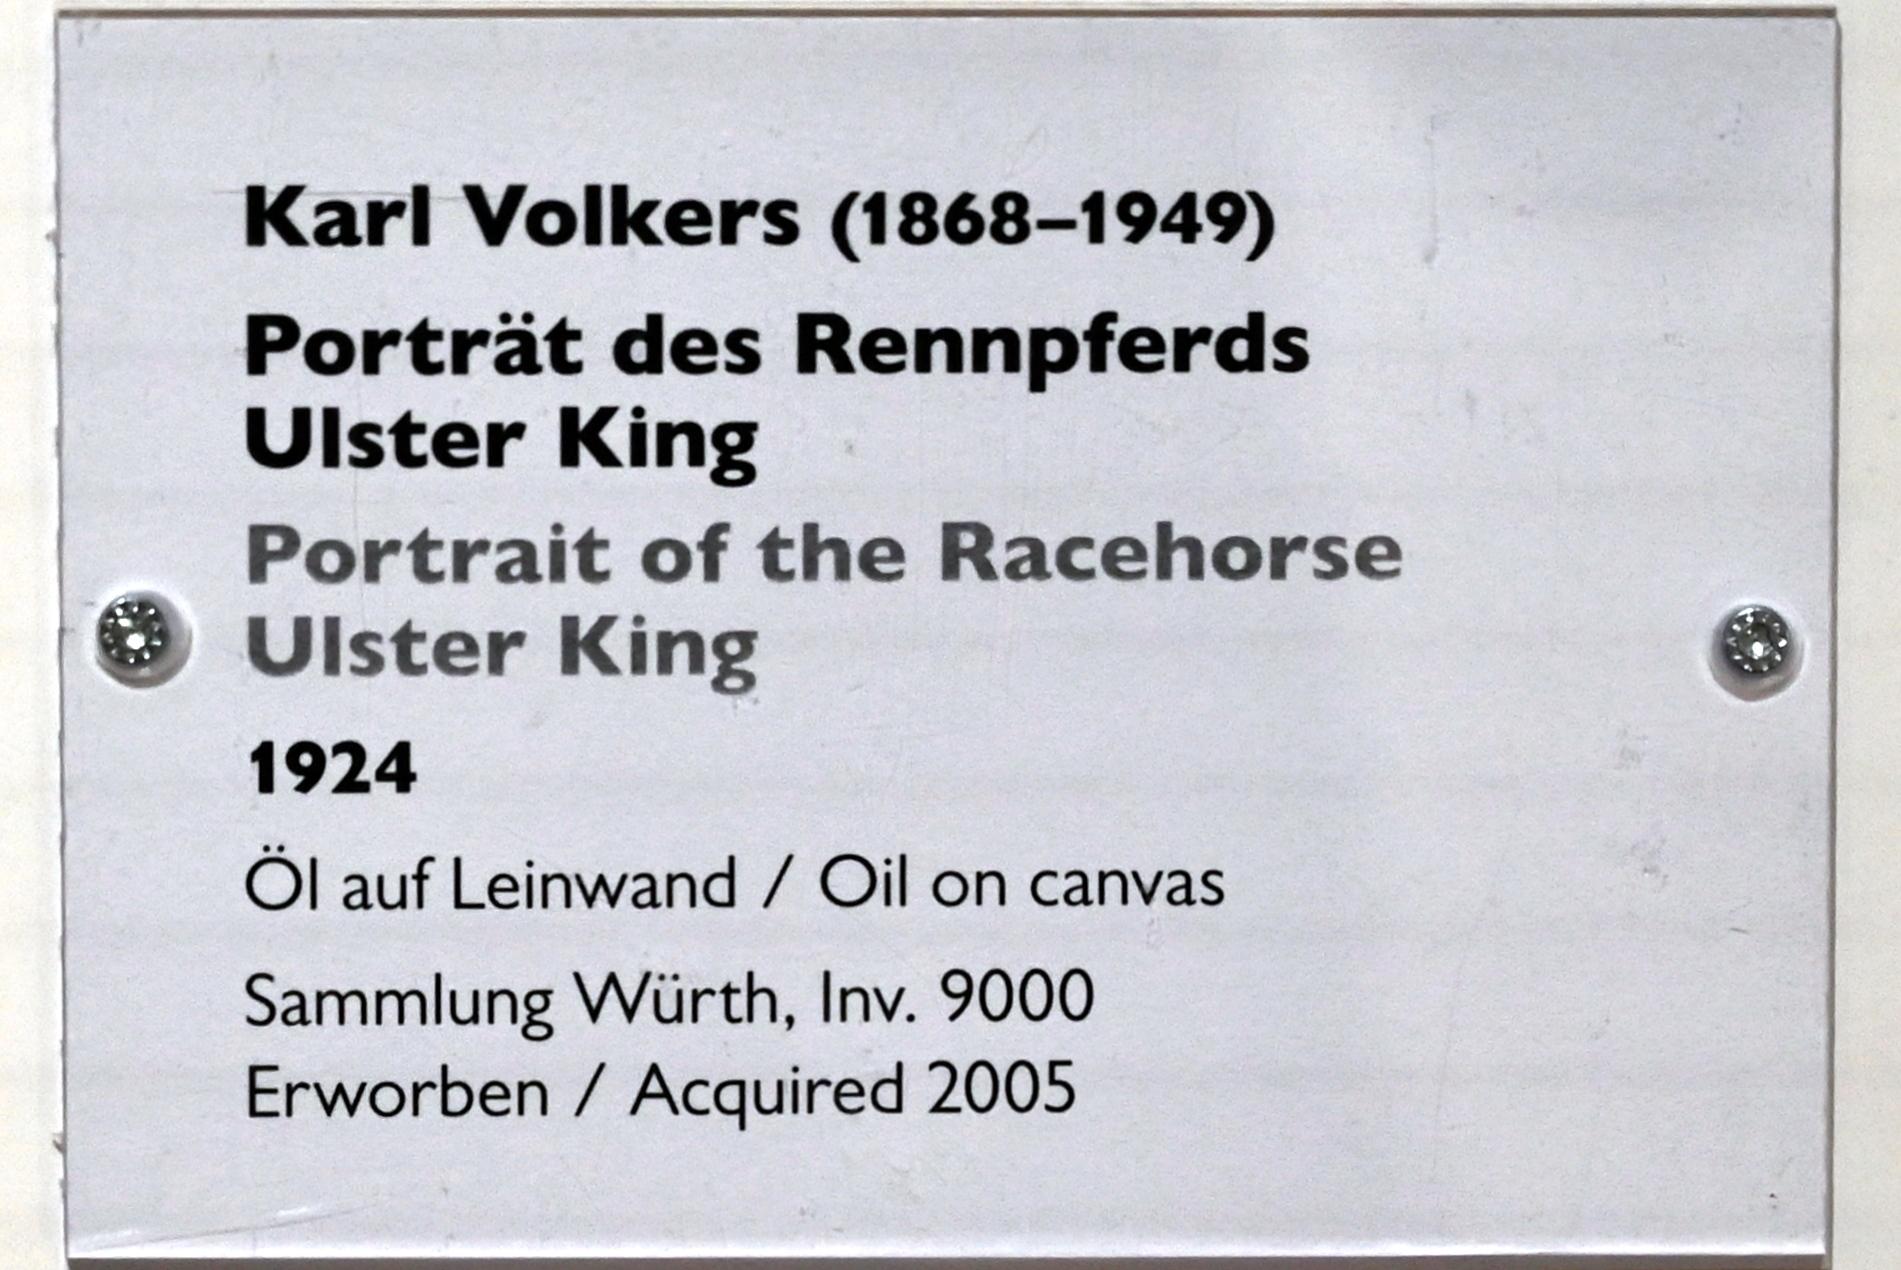 Karl Volkers (1868–1949)
Porträt des Rennpferds
Ulster King
Portrait of the Racehorse
Ulster King
1924
Öl auf Leinwand / Oil on canvas
Sammlung Würth, Inv. 9000
Erworben / Acquired 2005